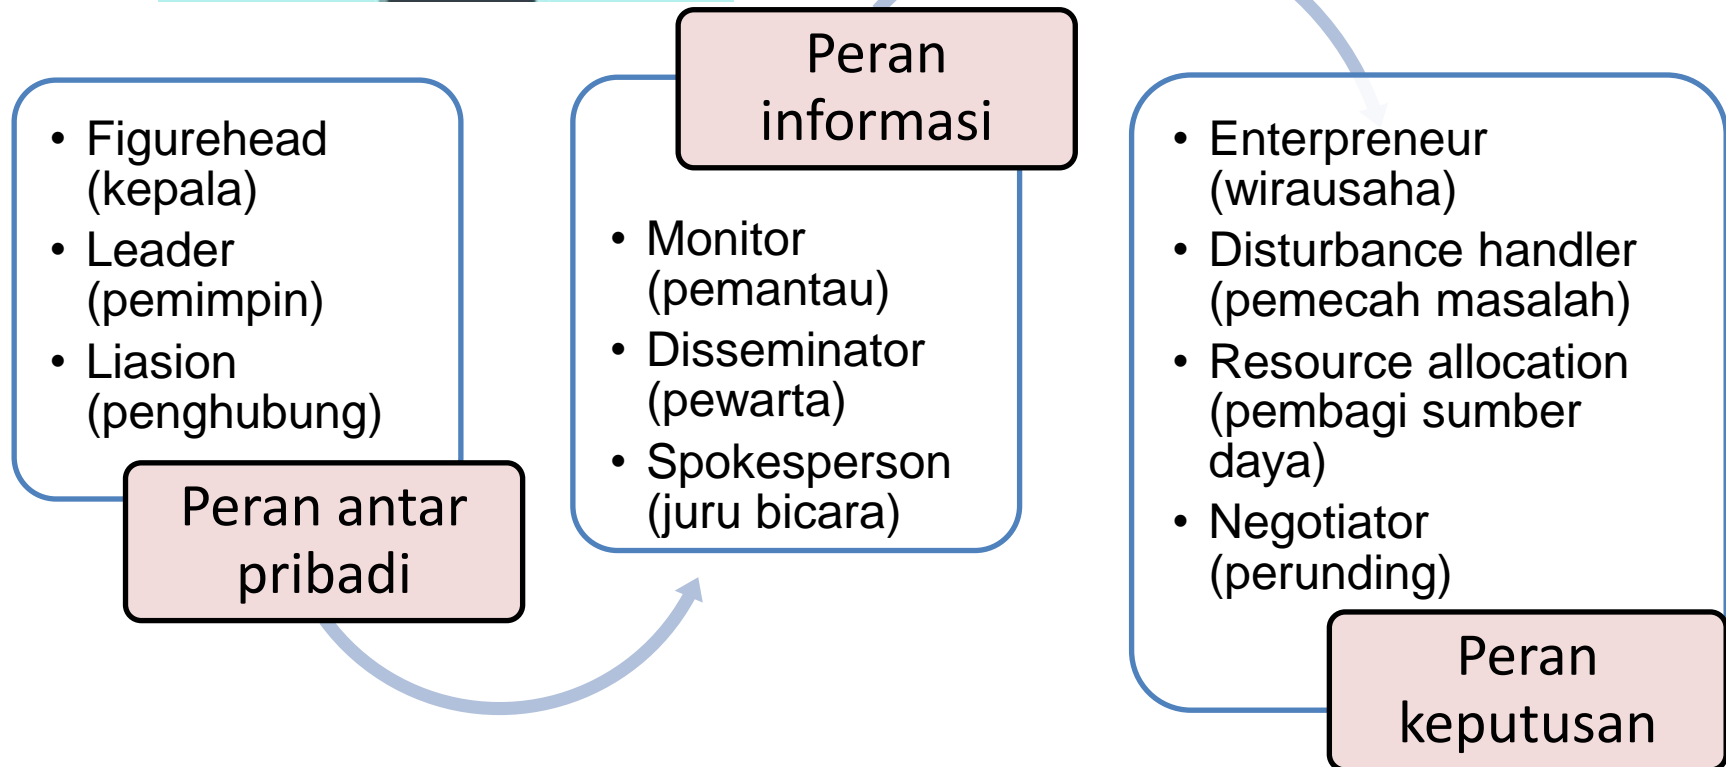 • Figurehead
(kepala)
• Leader
(pemimpin)
• Liasion
(penghubung)
Peran antar
pribadi
Peran
informasi
• Monitor
(pemantau)
• Disseminator
(pewarta)
• Spokesperson
(juru bicara)
• Enterpreneur
(wirausaha)
• Disturbance handler
(pemecah masalah)
• Resource allocation
(pembagi sumber
daya)
• Negotiator
(perunding)
Peran
keputusan